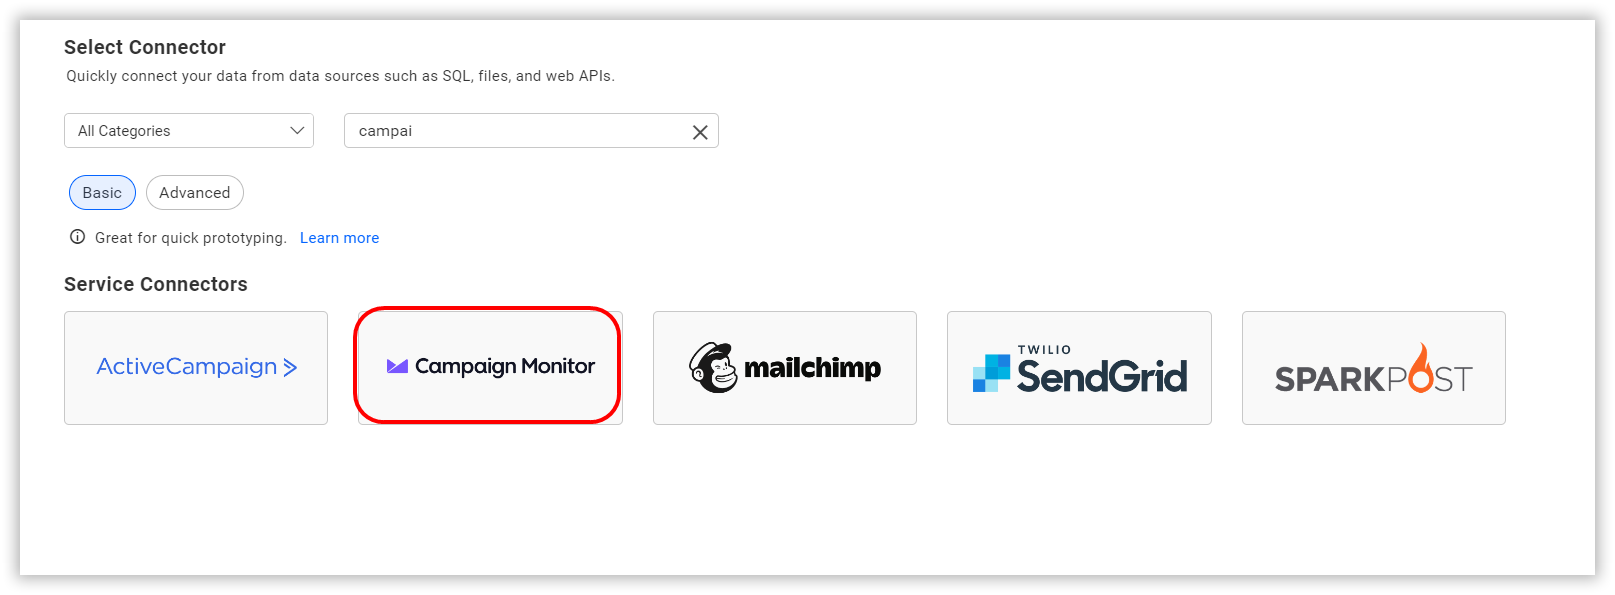 Select Connector
Quickly connect your data from data sources such as SQL, files, and web APIs.
All Categories campai
Basic Advanced
Great for quick prototyping. Learn more
Service Connectors
ActiveCampaign Campaign Monitor mailchimp TWILIO SendGrid SPARKPOST